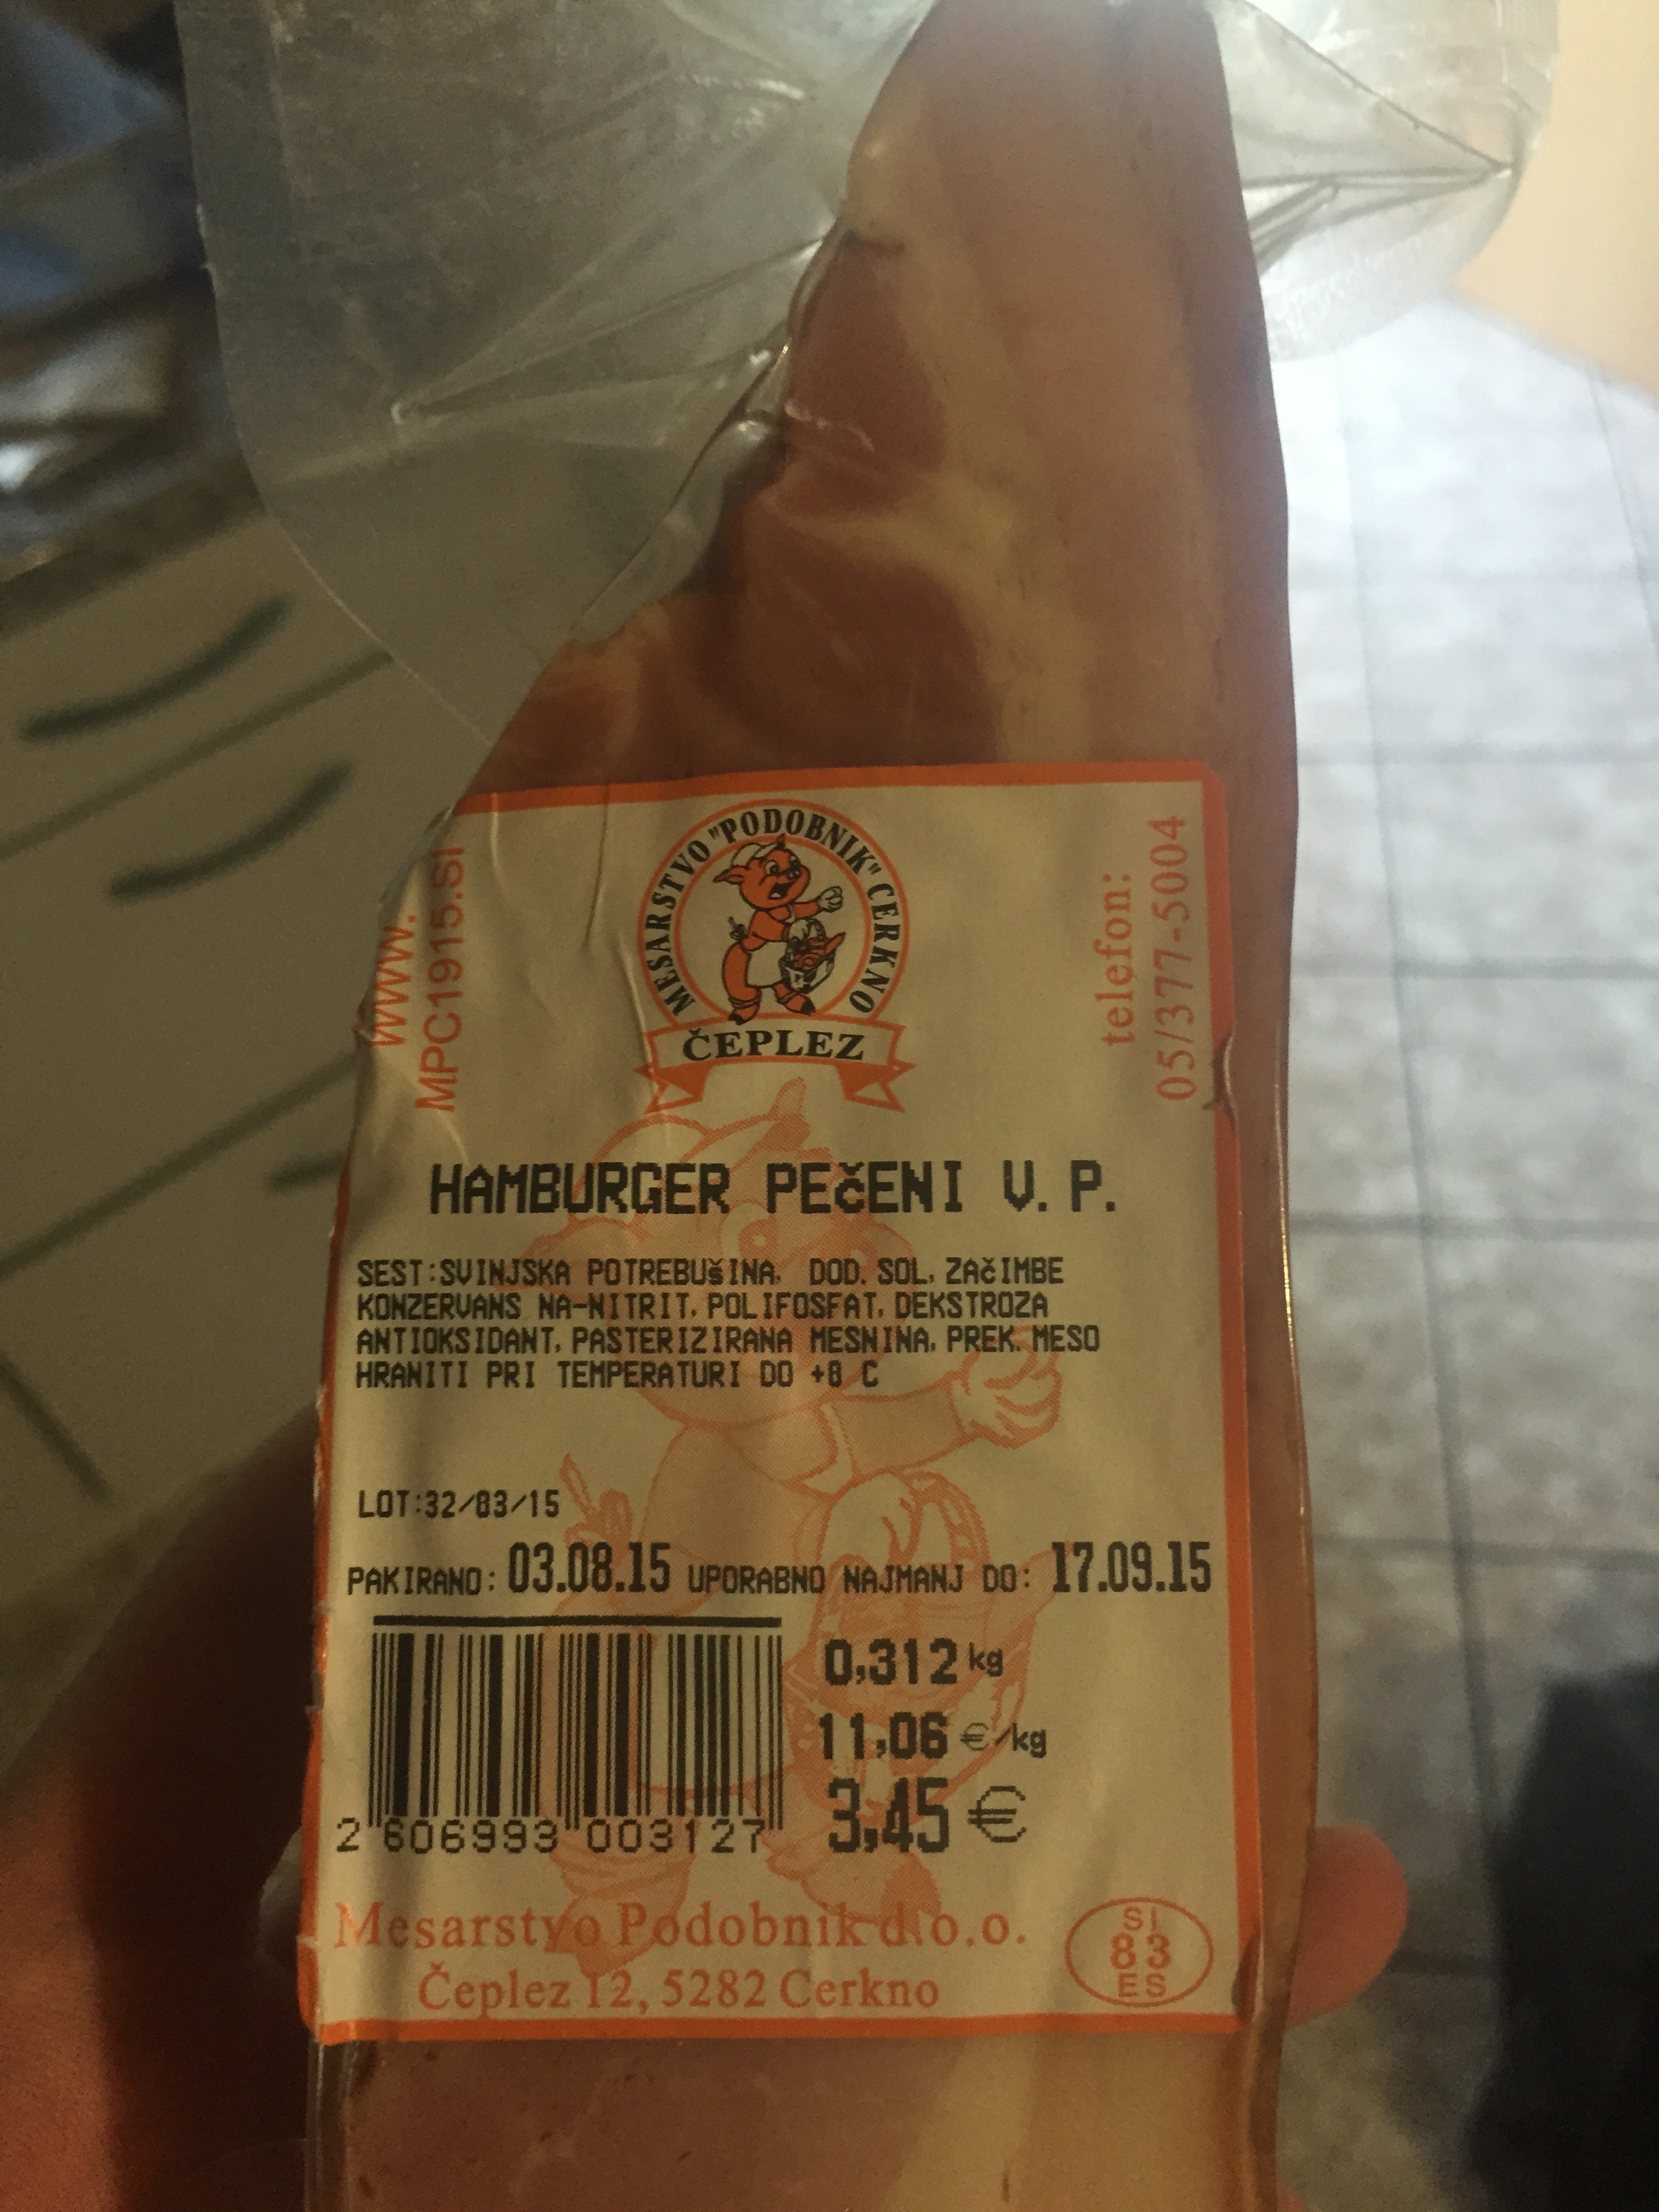 MESARSTVO "PODOBNIK" CERKNO
ČEPLEZ
www.
MPC1915.SI
telefon:
05/377-5004
HAMBURGER PEčENI V. P.
SEST:SVINJSKA POTREBUšINA, DOD. SOL, ZAčIMBE
KONZERVANS NA-NITRIT, POLIFOSFAT, DEKSTROZA
ANTIOKSIDANT, PASTERIZIRANA MESNINA, PREK. MESO
HRANITI PRI TEMPERATURI DO +8 C
LOT:32/83/15
PAKIRANO: 03.08.15 UPORABNO NAJMANJ DO: 17.09.15
0,312 kg
11,06 €/kg
3,45 €
2 606993 003127
Mesarstvo Podobnik d.o.o.
Čeplez 12, 5282 Cerkno
SI
83
ES